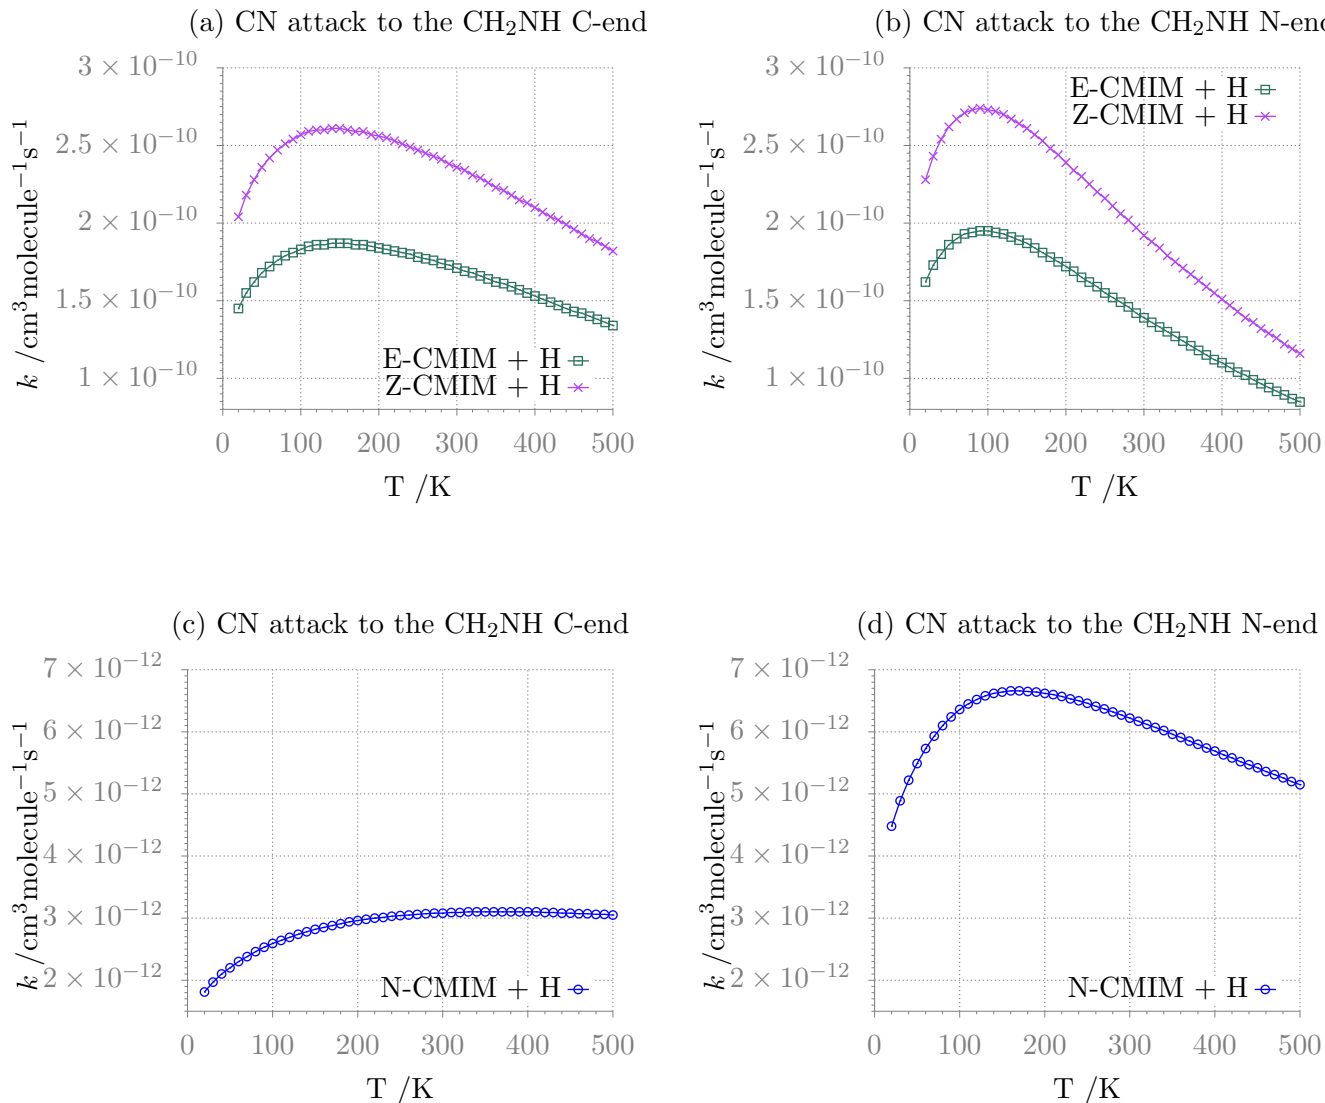 (a) CN attack to the CH₂NH C-end
3 × 10⁻¹⁰
2.5 × 10⁻¹⁰
2 × 10⁻¹⁰
1.5 × 10⁻¹⁰
1 × 10⁻¹⁰
k /cm³molecule⁻¹s⁻¹
E-CMIM + H
Z-CMIM + H
0 100 200 300 400 500
T /K
(b) CN attack to the CH₂NH N-end
3 × 10⁻¹⁰
2.5 × 10⁻¹⁰
2 × 10⁻¹⁰
1.5 × 10⁻¹⁰
1 × 10⁻¹⁰
k /cm³molecule⁻¹s⁻¹
E-CMIM + H
Z-CMIM + H
0 100 200 300 400 500
T /K
(c) CN attack to the CH₂NH C-end
7 × 10⁻¹²
6 × 10⁻¹²
5 × 10⁻¹²
4 × 10⁻¹²
3 × 10⁻¹²
2 × 10⁻¹²
k /cm³molecule⁻¹s⁻¹
N-CMIM + H
0 100 200 300 400 500
T /K
(d) CN attack to the CH₂NH N-end
7 × 10⁻¹²
6 × 10⁻¹²
5 × 10⁻¹²
4 × 10⁻¹²
3 × 10⁻¹²
2 × 10⁻¹²
k /cm³molecule⁻¹s⁻¹
N-CMIM + H
0 100 200 300 400 500
T /K